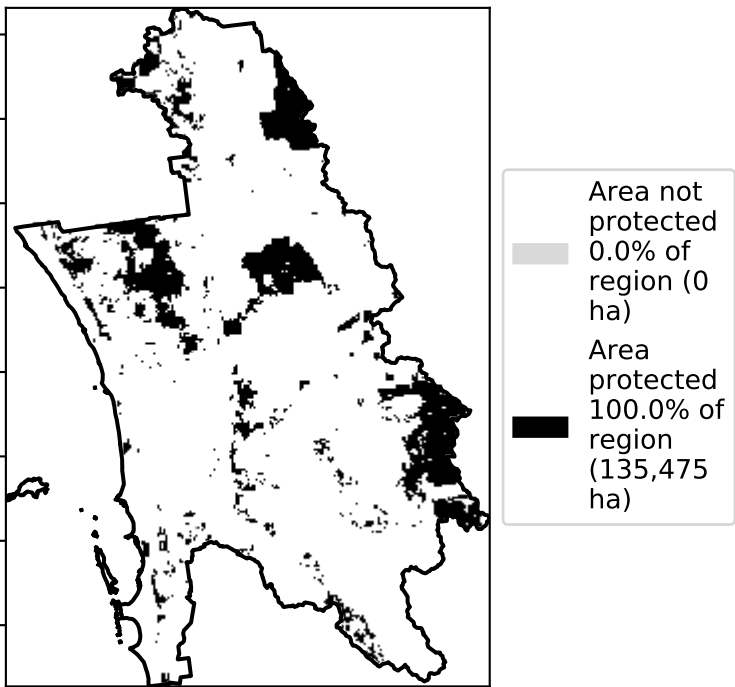 Area not
protected
0.0% of
region (0
ha)
Area
protected
100.0% of
region
(135,475
ha)